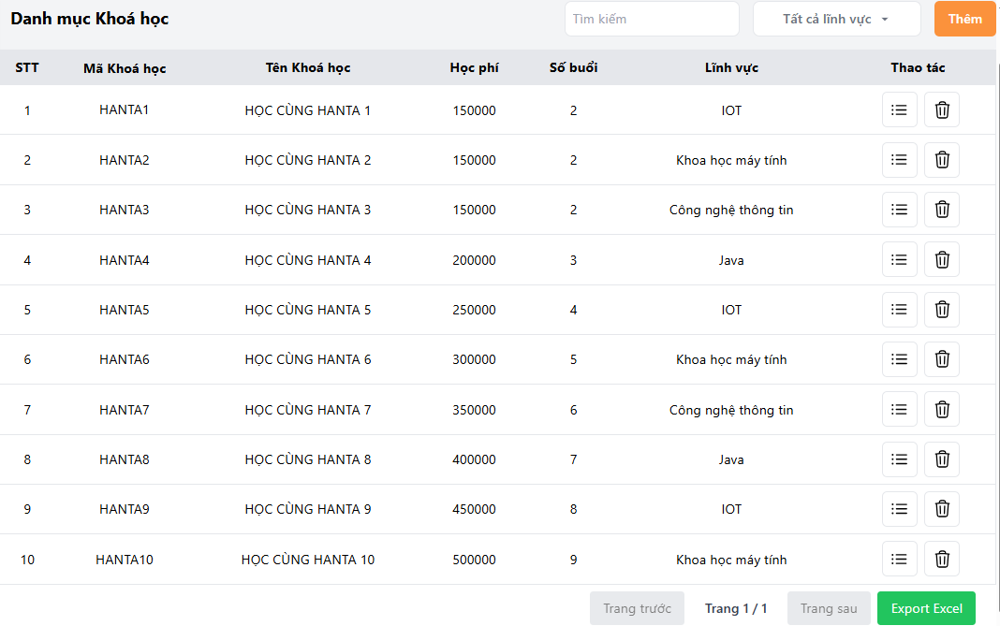 Danh mục Khoá học Tìm kiếm Tất cả lĩnh vực Thêm
STT Mã Khoá học Tên Khoá học Học phí Số buổi Lĩnh vực Thao tác
1 HANTA1 HỌC CÙNG HANTA 1 150000 2 IOT
2 HANTA2 HỌC CÙNG HANTA 2 150000 2 Khoa học máy tính
3 HANTA3 HỌC CÙNG HANTA 3 150000 2 Công nghệ thông tin
4 HANTA4 HỌC CÙNG HANTA 4 200000 3 Java
5 HANTA5 HỌC CÙNG HANTA 5 250000 4 IOT
6 HANTA6 HỌC CÙNG HANTA 6 300000 5 Khoa học máy tính
7 HANTA7 HỌC CÙNG HANTA 7 350000 6 Công nghệ thông tin
8 HANTA8 HỌC CÙNG HANTA 8 400000 7 Java
9 HANTA9 HỌC CÙNG HANTA 9 450000 8 IOT
10 HANTA10 HỌC CÙNG HANTA 10 500000 9 Khoa học máy tính
Trang trước Trang 1 / 1 Trang sau Export Excel